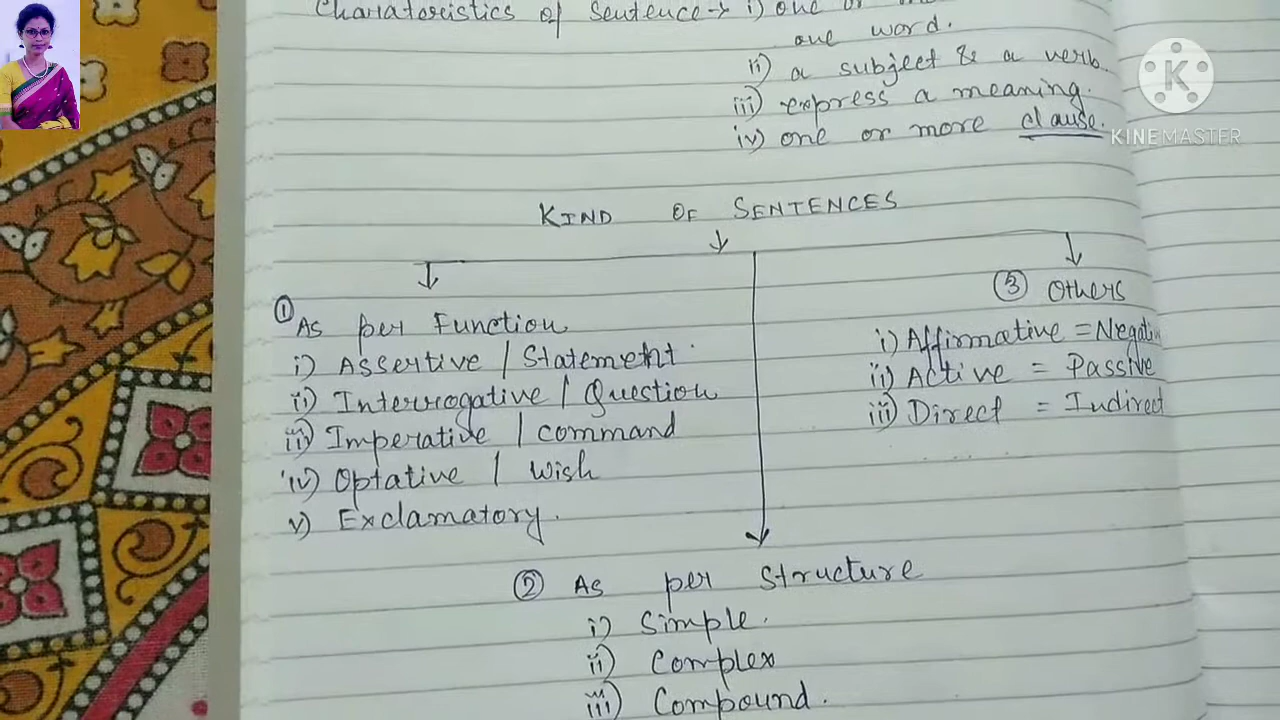 Charatoristics of Sentence → i) one or
one word.
ii) a subject & a verb.
iii) express a meaning.
iv) one or more clause.
K
KINEMASTER
KIND OF SENTENCES
① As per Function
i) Assertive / Statement.
ii) Interrogative / Question
iii) Imperative / command
iv) Optative / wish
v) Exclamatory.
③ Others
i) Affirmative = Negativ
ii) Active = Passive
iii) Direct = Indirect
② As per Structure
i) Simple.
ii) Complex
iii) Compound.